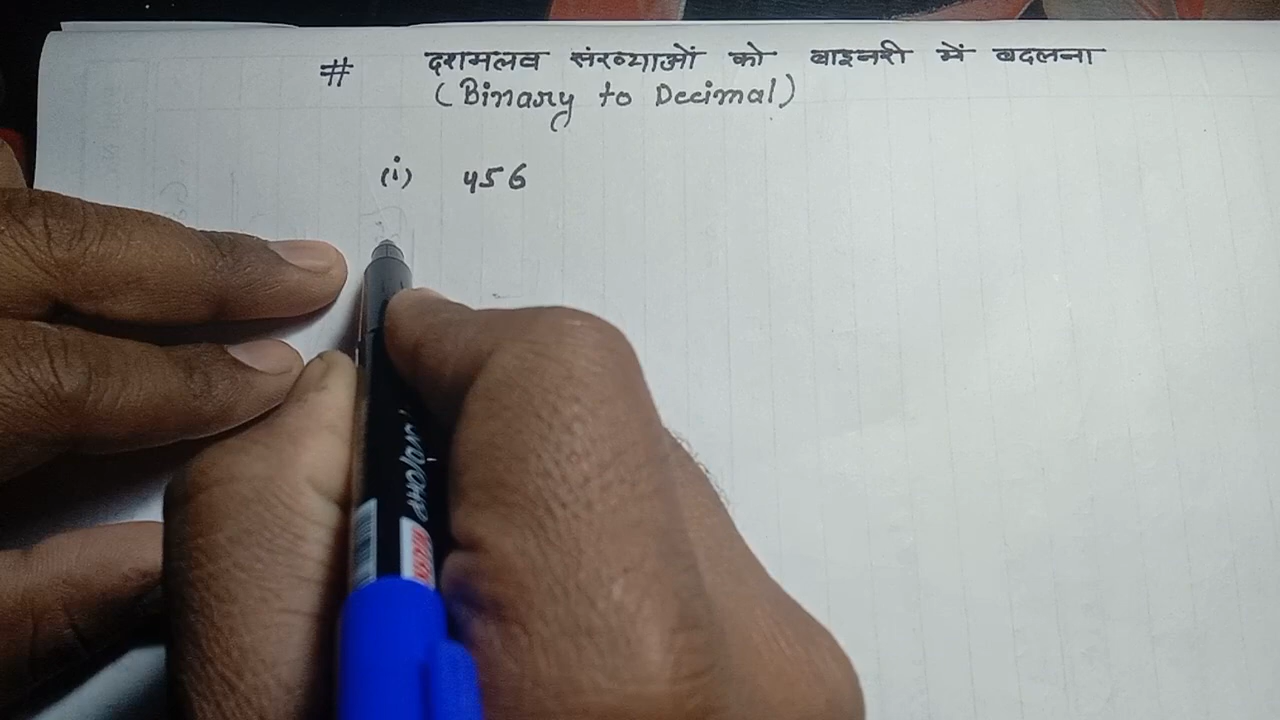 # दशमलव संख्याओं को बाइनरी में बदलना
(Binary to Decimal)
(i) 456